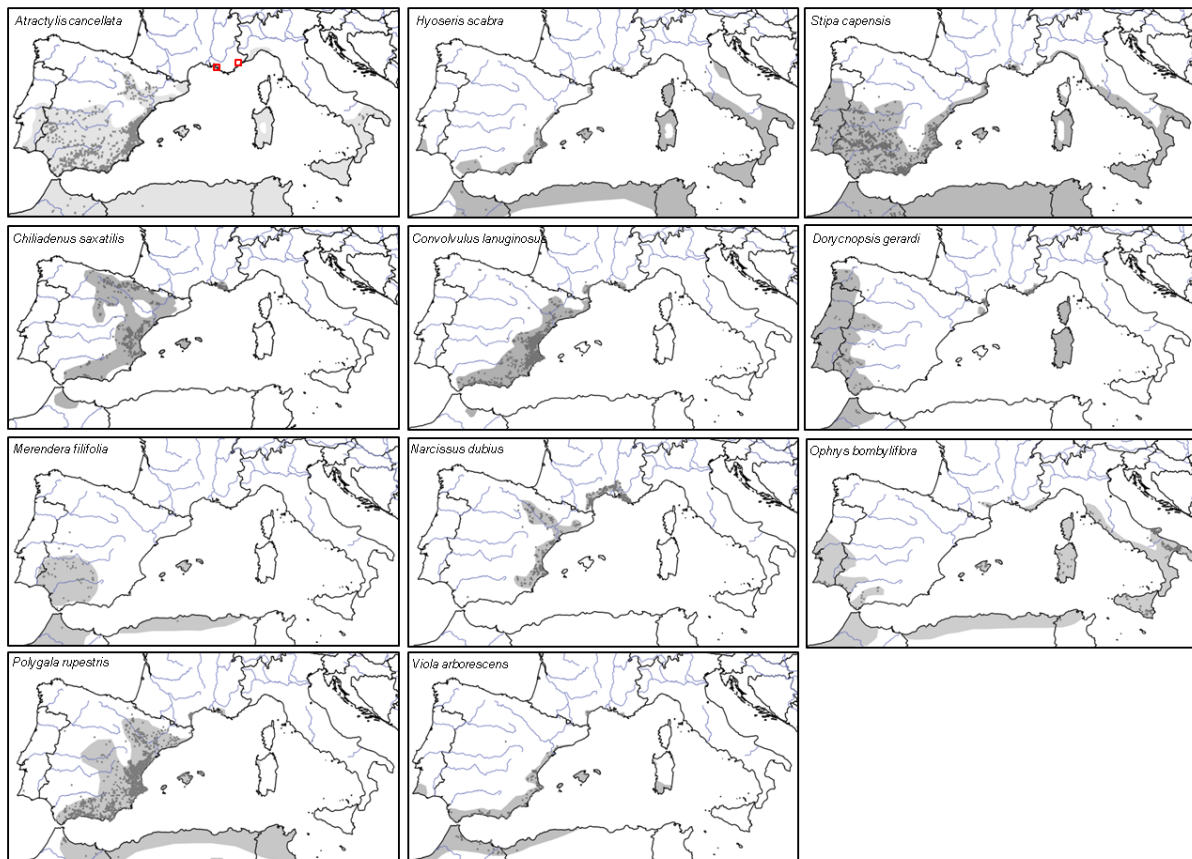 Atractylis cancellata
Hyoseris scabra
Stipa capensis
Chiliadenus saxatilis
Convolvulus lanuginosus
Dorycnopsis gerardi
Merendera filifolia
Narcissus dubius
Ophrys bombyliflora
Polygala rupestris
Viola arborescens